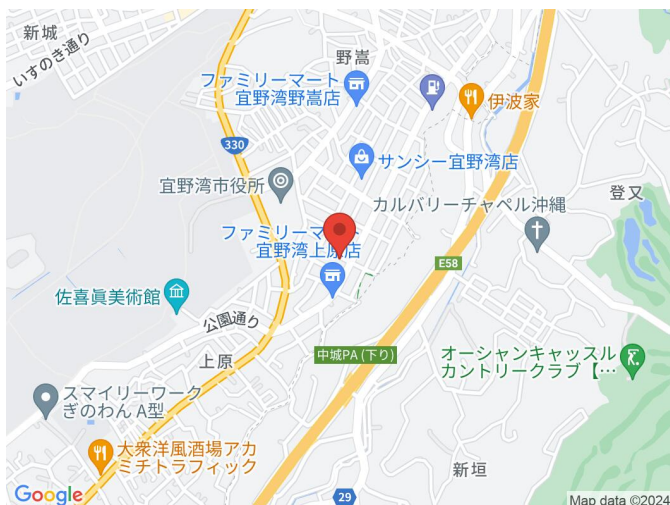 新城
いすのき通り
野嵩
ファミリーマート
宜野湾野嵩店
伊波家
330
サンシー宜野湾店
宜野湾市役所
カルバリーチャペル沖縄
登又
ファミリーマート
宜野湾上原店
E58
佐喜眞美術館
公園通り
上原
中城PA (下り)
オーシャンキャッスル
カントリークラブ【…
スマイリーワーク
ぎのわん A型
大衆洋風酒場アカ
ミチトラフィック
新垣
29
Google
Map data ©2024